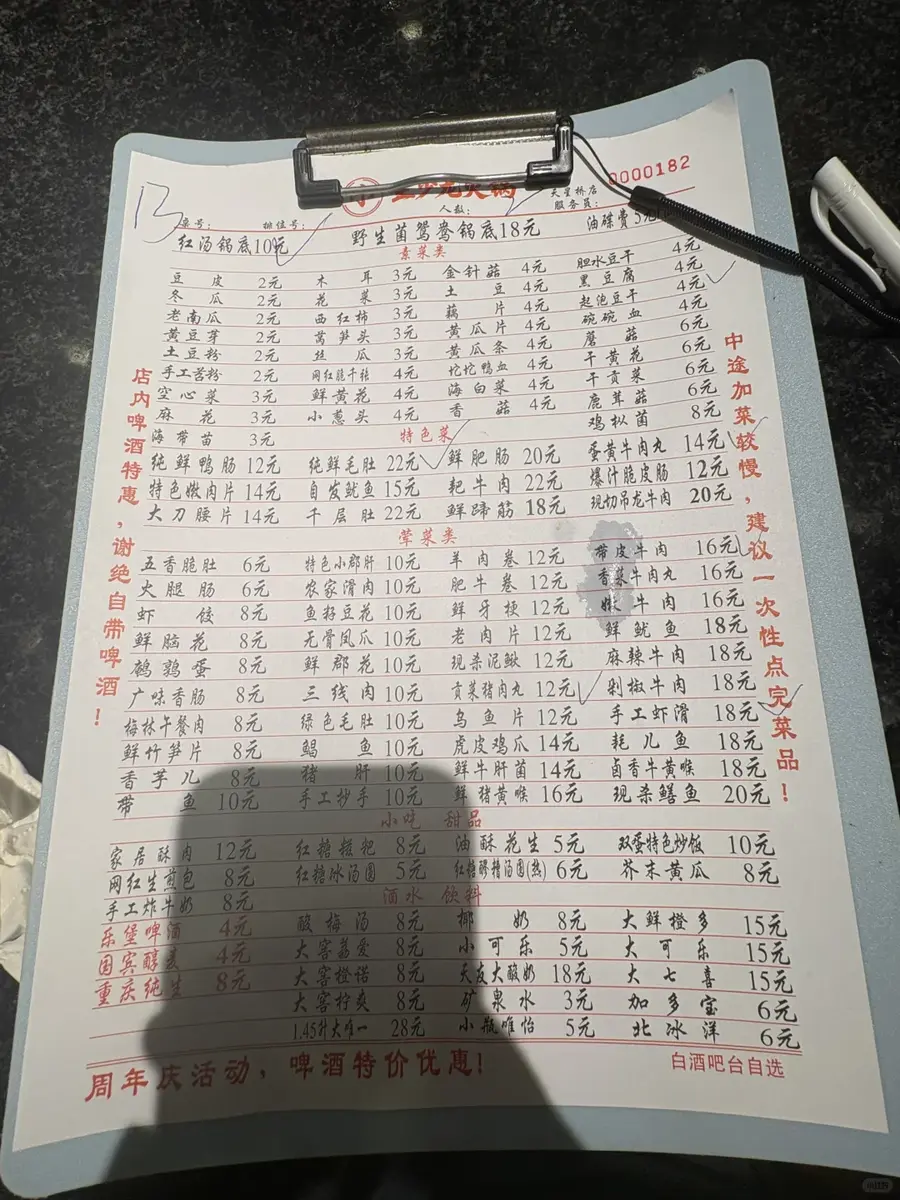 13
火锅
0000182
天星桥店
桌号： 排位号： 人数： 服务员：
红汤锅底10元 野生菌鸳鸯锅底18元 油碟费5元
素菜类
豆皮 2元 木耳 3元 金针菇 4元 胆水豆干 4元
冬瓜 2元 花菜 3元 土豆 4元 黑豆腐 4元
老南瓜 2元 西红柿 3元 藕片 4元 起泡豆干 4元
黄豆芽 2元 莴笋头 3元 黄瓜片 4元 碗碗血 4元
土豆粉 2元 丝瓜 3元 黄瓜条 4元 蘑菇 6元
手工苕粉 2元 网红脆千张 4元 坨坨鸭血 4元 干黄花 6元
空心菜 3元 鲜黄花 4元 海白菜 4元 干贡菜 6元
麻花 3元 小葱头 4元 香菇 4元 鹿茸菇 6元
海带苗 3元 鸡枞菌 8元
特色菜
纯鲜鸭肠 12元 纯鲜毛肚 22元 鲜肥肠 20元 蛋黄牛肉丸 14元
特色嫩肉片 14元 自发鱿鱼 15元 耙牛肉 22元 爆汁脆皮肠 12元
大刀腰片 14元 千层肚 22元 鲜蹄筋 18元 现切吊龙牛肉 20元
荤菜类
五香脆肚 6元 特色小郡肝 10元 羊肉卷 12元 带皮牛肉 16元
火腿肠 6元 农家滑肉 10元 肥牛卷 12元 香菜牛肉丸 16元
虾饺 8元 鱼籽豆花 10元 鲜牙梗 12元 嫩牛肉 16元
鲜脑花 8元 无骨凤爪 10元 老肉片 12元 鲜鱿鱼 18元
鹌鹑蛋 8元 鲜郡花 10元 现杀泥鳅 12元 麻辣牛肉 18元
广味香肠 8元 三线肉 10元 贡菜猪肉丸 12元 剁椒牛肉 18元
梅林午餐肉 8元 绿色毛肚 10元 乌鱼片 12元 手工虾滑 18元
鲜竹笋片 8元 鲳鱼 10元 虎皮鸡爪 14元 耗儿鱼 18元
香芋儿 8元 猪肝 10元 鲜牛肝菌 14元 卤香牛黄喉 18元
带鱼 10元 手工抄手 10元 鲜猪黄喉 16元 现杀鳝鱼 20元
小吃 甜品
家居酥肉 12元 红糖糍粑 8元 油酥花生 5元 双蛋特色炒饭 10元
网红生煎包 8元 红糖冰汤圆 5元 红糖醪糟汤圆(热) 6元 芥末黄瓜 8元
手工炸牛奶 8元
酒水 饮料
乐堡啤酒 4元 酸梅汤 8元 椰奶 8元 大鲜橙多 15元
国宾醇麦 4元 大窑荔爱 8元 小可乐 5元 大可乐 15元
重庆纯生 8元 大窑橙诺 8元 天友大酸奶 18元 大七喜 15元
大窑柠爽 8元 矿泉水 3元 加多宝 6元
1.45升大唯一 28元 小瓶唯怡 5元 北冰洋 6元
周年庆活动，啤酒特价优惠！
白酒吧台自选
店内啤酒特惠，谢绝自带啤酒！
中途加菜较慢，建议一次性点完菜品！
小红书